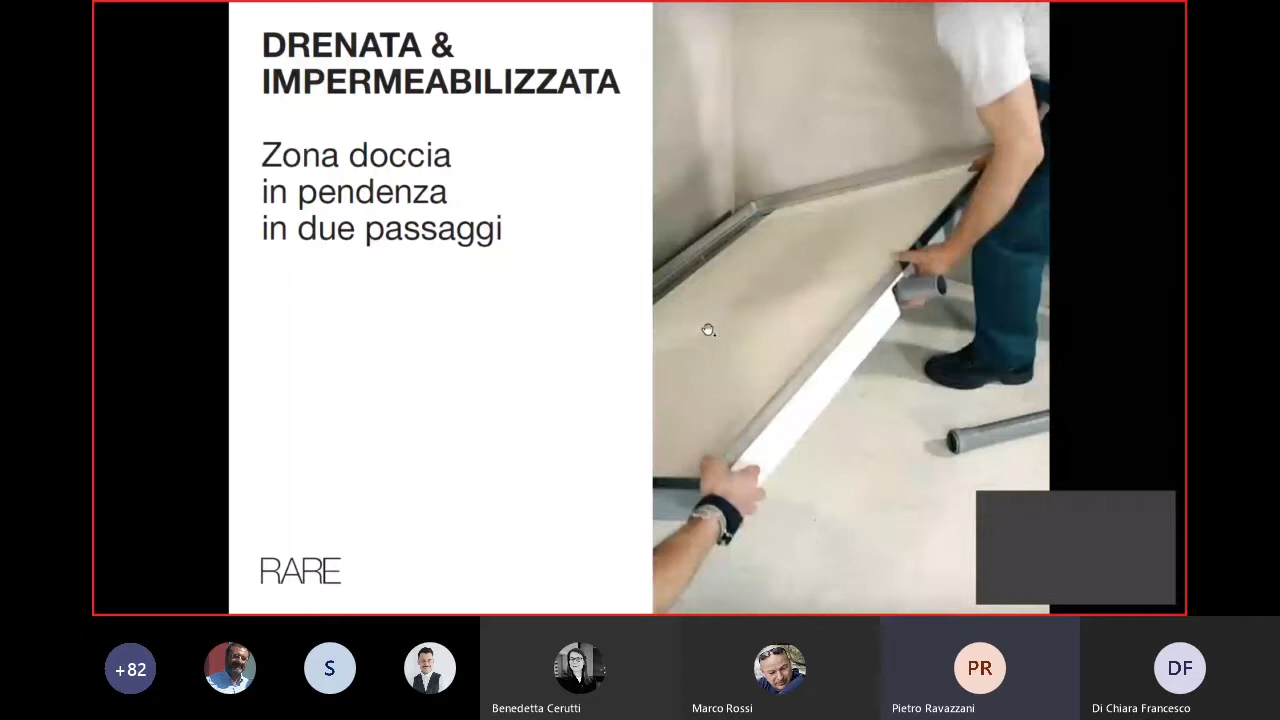 DRENATA &
IMPERMEABILIZZATA
Zona doccia
in pendenza
in due passaggi
RARE
+82
S
PR
DF
Benedetta Cerutti
Marco Rossi
Pietro Ravazzani
Di Chiara Francesco